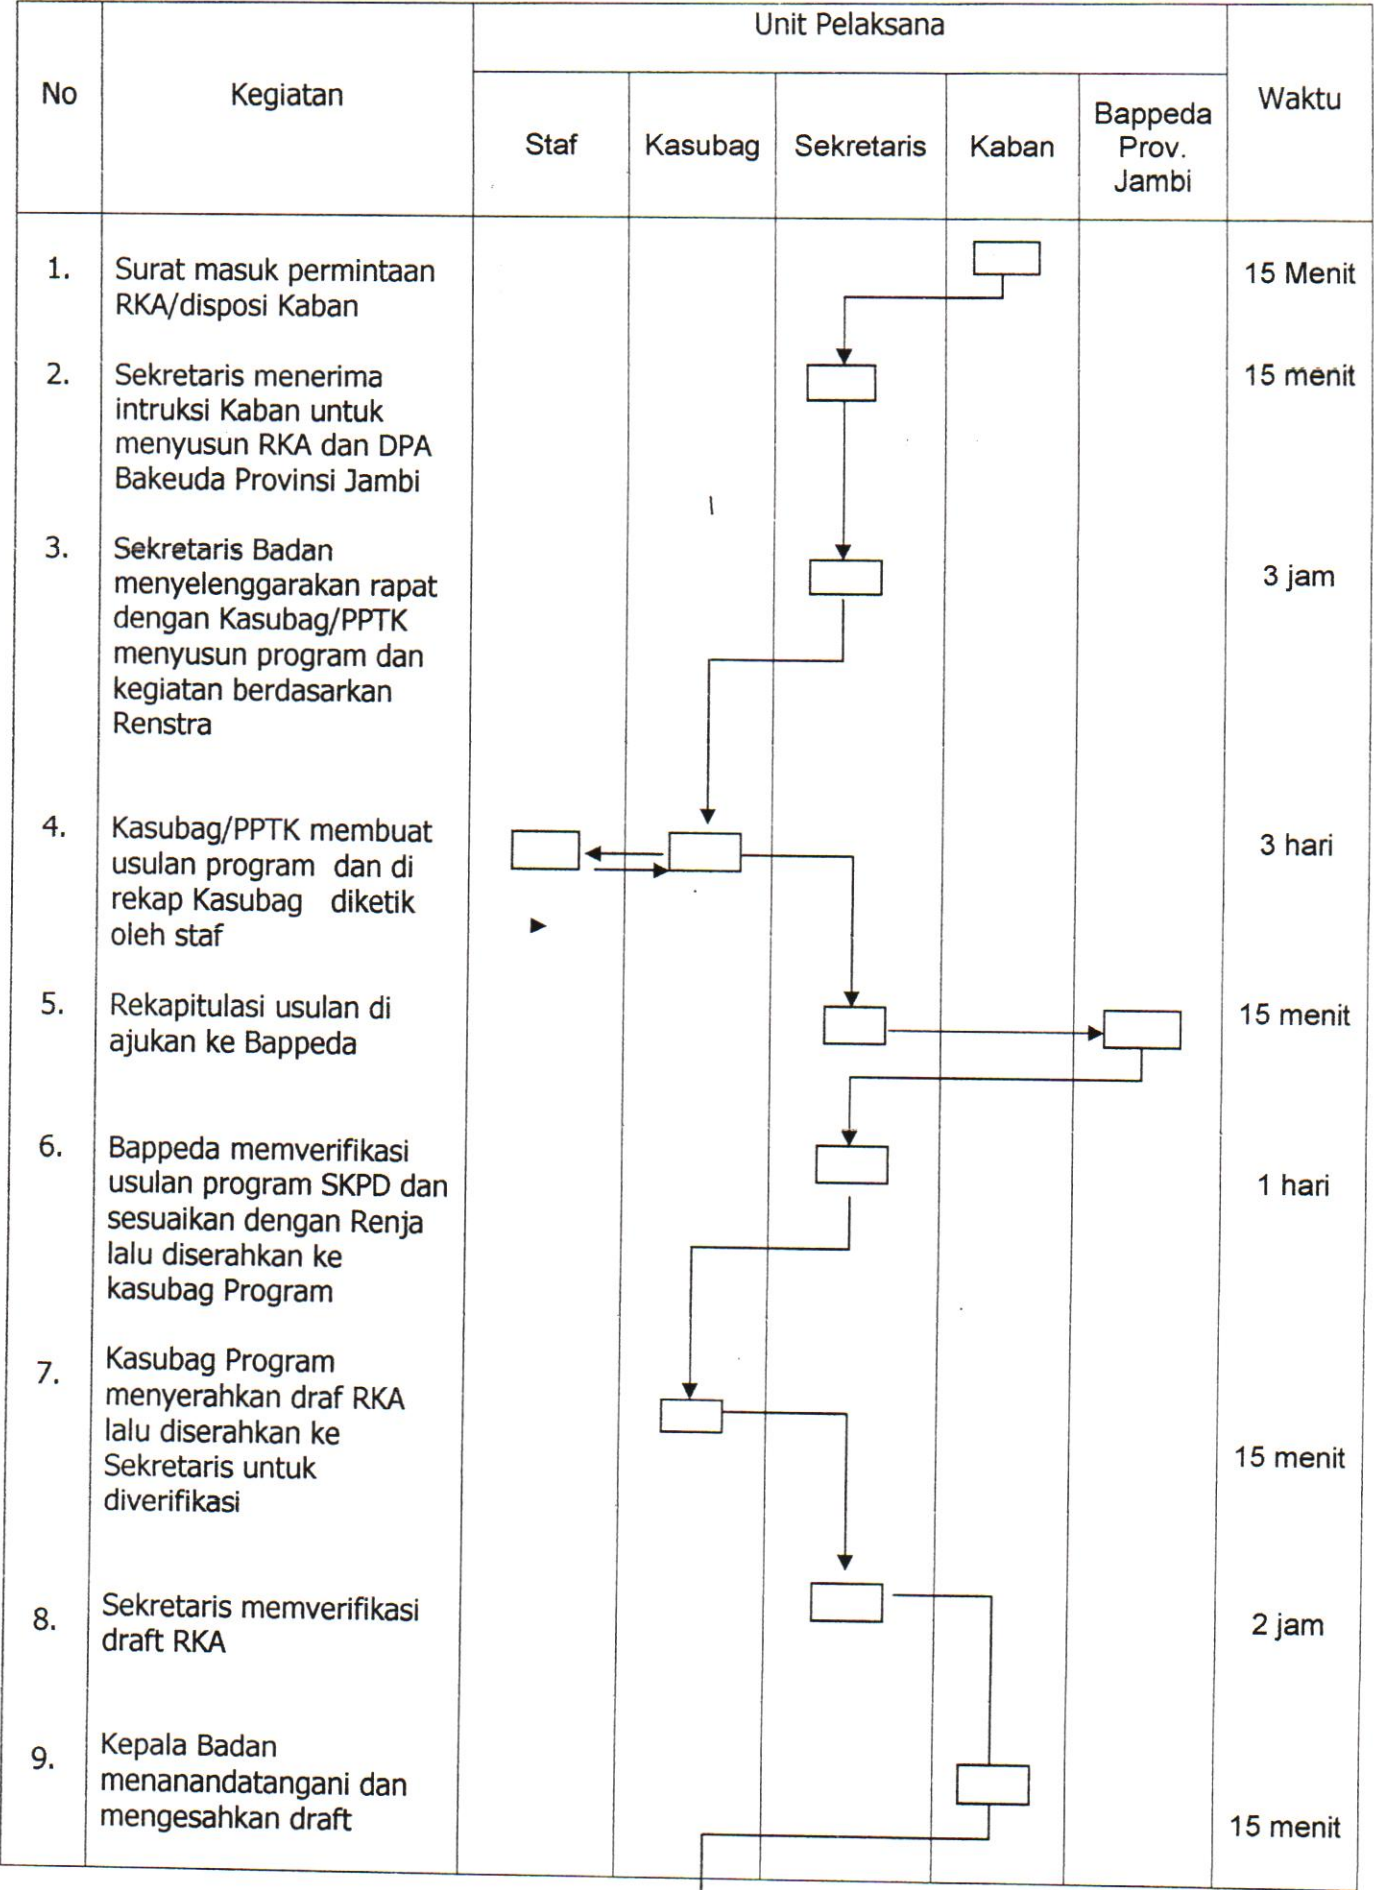 Unit Pelaksana
No
Kegiatan
Waktu
Staf
Kasubag
Sekretaris
Kaban
Bappeda
Prov.
Jambi
1.
Surat masuk permintaan
RKA/disposi Kaban
15 Menit
2.
Sekretaris menerima
intruksi Kaban untuk
menyusun RKA dan DPA
Bakeuda Provinsi Jambi
15 menit
3.
Sekretaris Badan
menyelenggarakan rapat
dengan Kasubag/PPTK
menyusun program dan
kegiatan berdasarkan
Renstra
3 jam
4.
Kasubag/PPTK membuat
usulan program dan di
rekap Kasubag diketik
oleh staf
3 hari
5.
Rekapitulasi usulan di
ajukan ke Bappeda
15 menit
6.
Bappeda memverifikasi
usulan program SKPD dan
sesuaikan dengan Renja
lalu diserahkan ke
kasubag Program
1 hari
7.
Kasubag Program
menyerahkan draf RKA
lalu diserahkan ke
Sekretaris untuk
diverifikasi
15 menit
8.
Sekretaris memverifikasi
draft RKA
2 jam
9.
Kepala Badan
menanandatangani dan
mengesahkan draft
15 menit